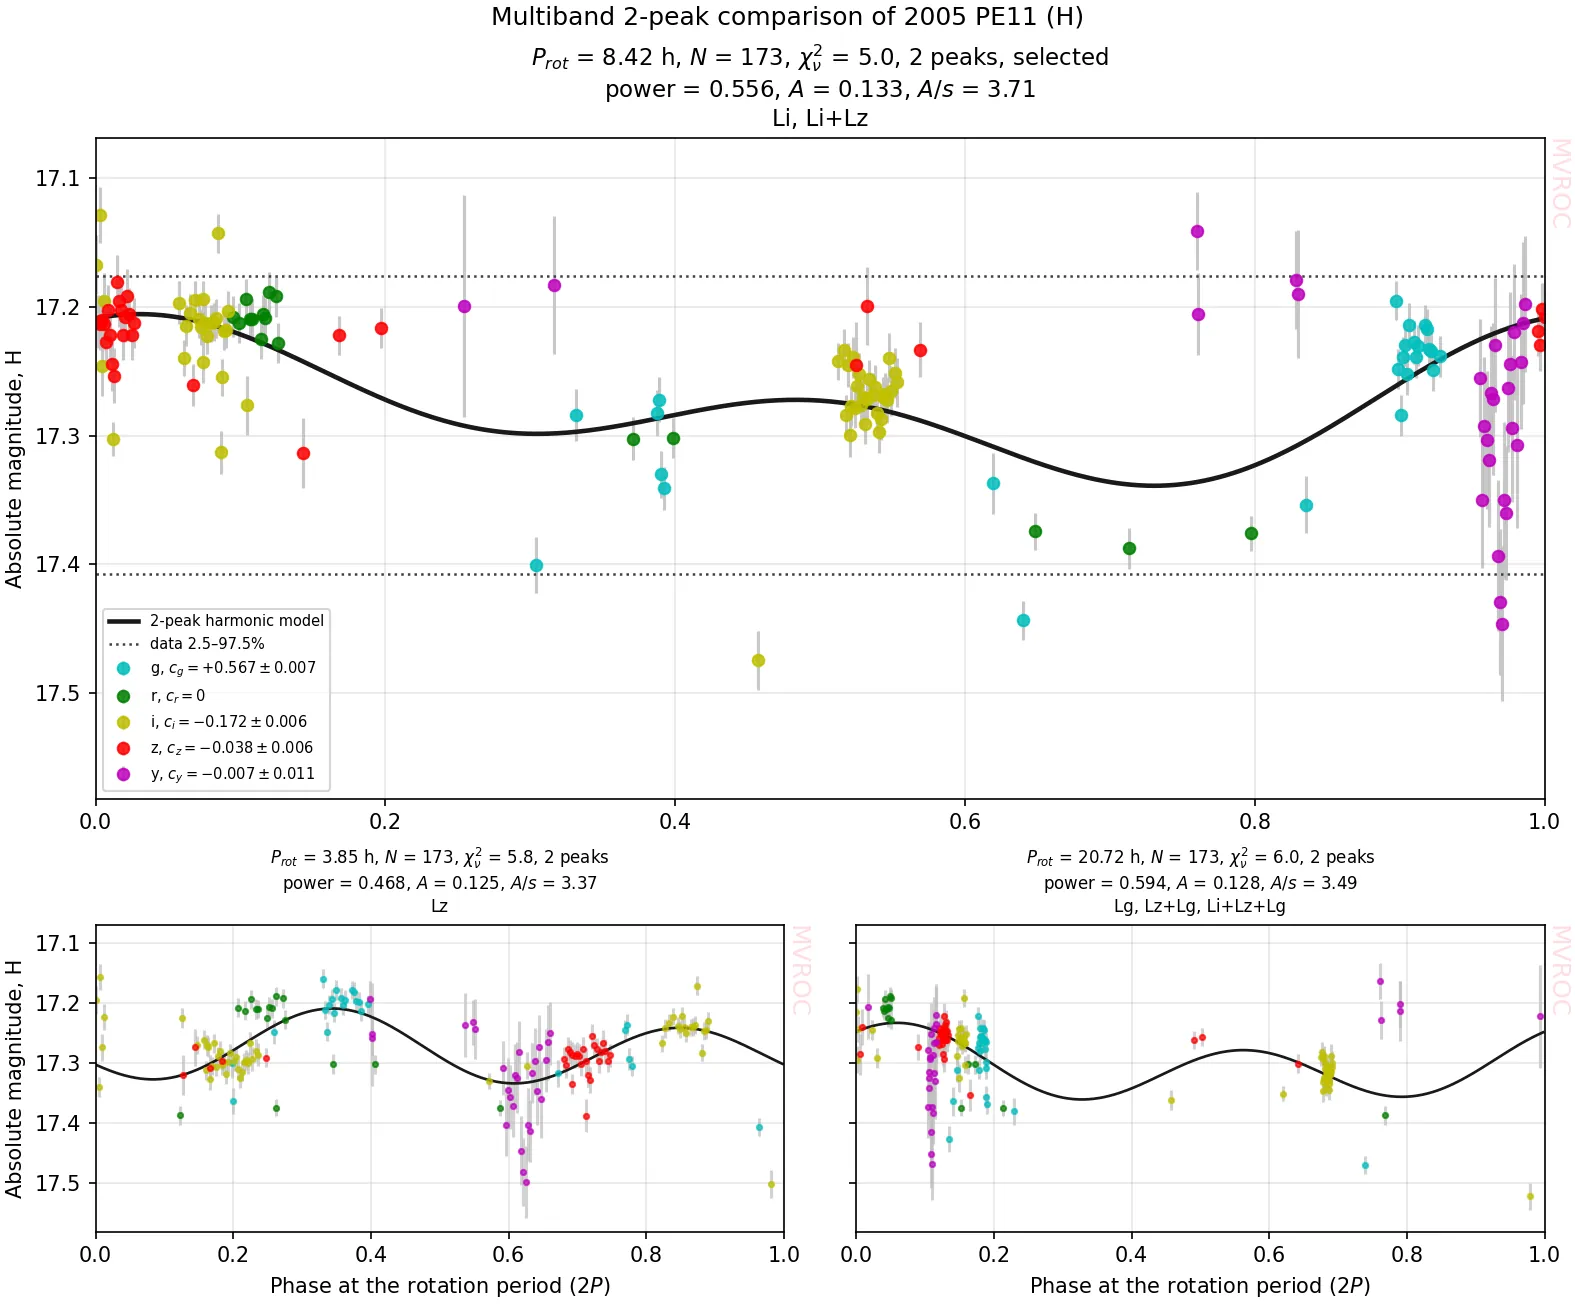 Multiband 2-peak comparison of 2005 PE11 (H)
P_rot = 8.42 h, N = 173, χ²_ν = 5.0, 2 peaks, selected
power = 0.556, A = 0.133, A/s = 3.71
Li, Li+Lz
MVROC
Absolute magnitude, H
17.1
17.2
17.3
17.4
17.5
2-peak harmonic model
data 2.5–97.5%
g, c_g = +0.567 ± 0.007
r, c_r = 0
i, c_i = −0.172 ± 0.006
z, c_z = −0.038 ± 0.006
y, c_y = −0.007 ± 0.011
0.0 0.2 0.4 0.6 0.8 1.0
P_rot = 3.85 h, N = 173, χ²_ν = 5.8, 2 peaks
power = 0.468, A = 0.125, A/s = 3.37
Lz
MVROC
Absolute magnitude, H
17.1
17.2
17.3
17.4
17.5
0.0 0.2 0.4 0.6 0.8 1.0
Phase at the rotation period (2P)
P_rot = 20.72 h, N = 173, χ²_ν = 6.0, 2 peaks
power = 0.594, A = 0.128, A/s = 3.49
Lg, Lz+Lg, Li+Lz+Lg
MVROC
0.0 0.2 0.4 0.6 0.8 1.0
Phase at the rotation period (2P)